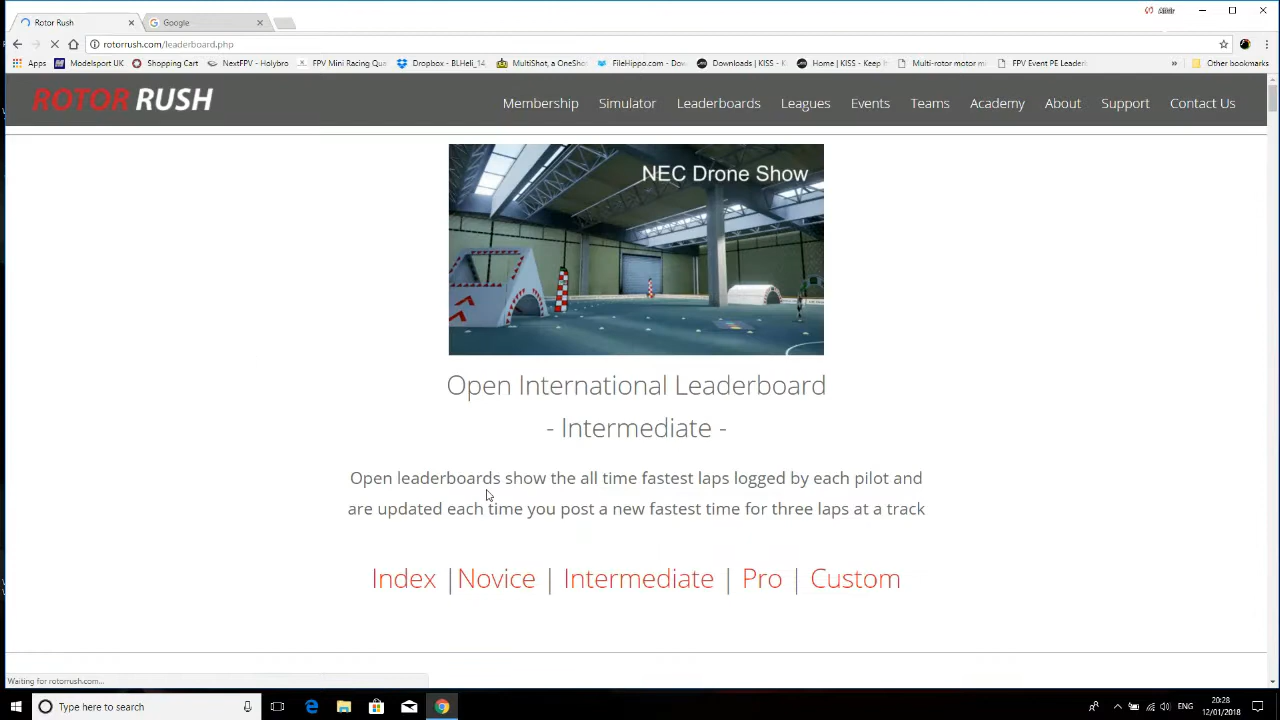 Rotor Rush
Google
rotorrush.com/leaderboard.php
Apps Modelsport UK Shopping Cart NextFPV - Holybro FPV Mini Racing Qua Dropbox - BLHeli_14. MultiShot, a OneSho FileHippo.com - Dow Downloads | KISS - K Home | KISS - Keep It Multi-rotor motor m FPV Event PE Leader » Other bookmarks
ROTOR RUSH
Membership Simulator Leaderboards Leagues Events Teams Academy About Support Contact Us
NEC Drone Show
Open International Leaderboard
- Intermediate -
Open leaderboards show the all time fastest laps logged by each pilot and
are updated each time you post a new fastest time for three laps at a track
Index | Novice | Intermediate | Pro | Custom
Waiting for rotorrush.com...
Type here to search
ENG
20:28
12/01/2018